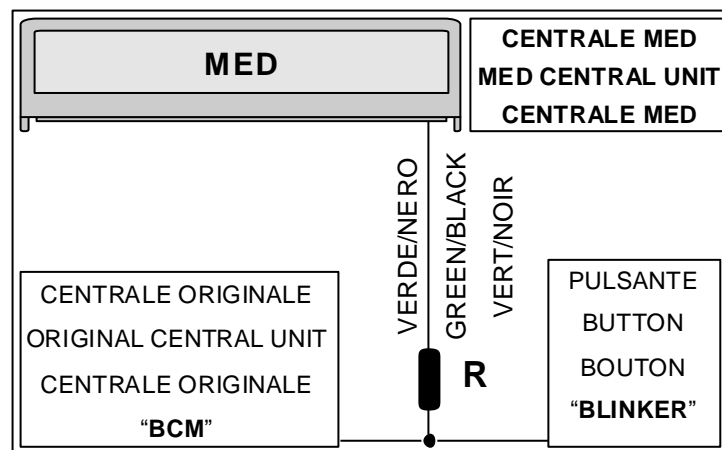 MED
CENTRALE MED
MED CENTRAL UNIT
CENTRALE MED
VERDE/NERO
GREEN/BLACK
VERT/NOIR
R
CENTRALE ORIGINALE
ORIGINAL CENTRAL UNIT
CENTRALE ORIGINALE
“BCM”
PULSANTE
BUTTON
BOUTON
“BLINKER”